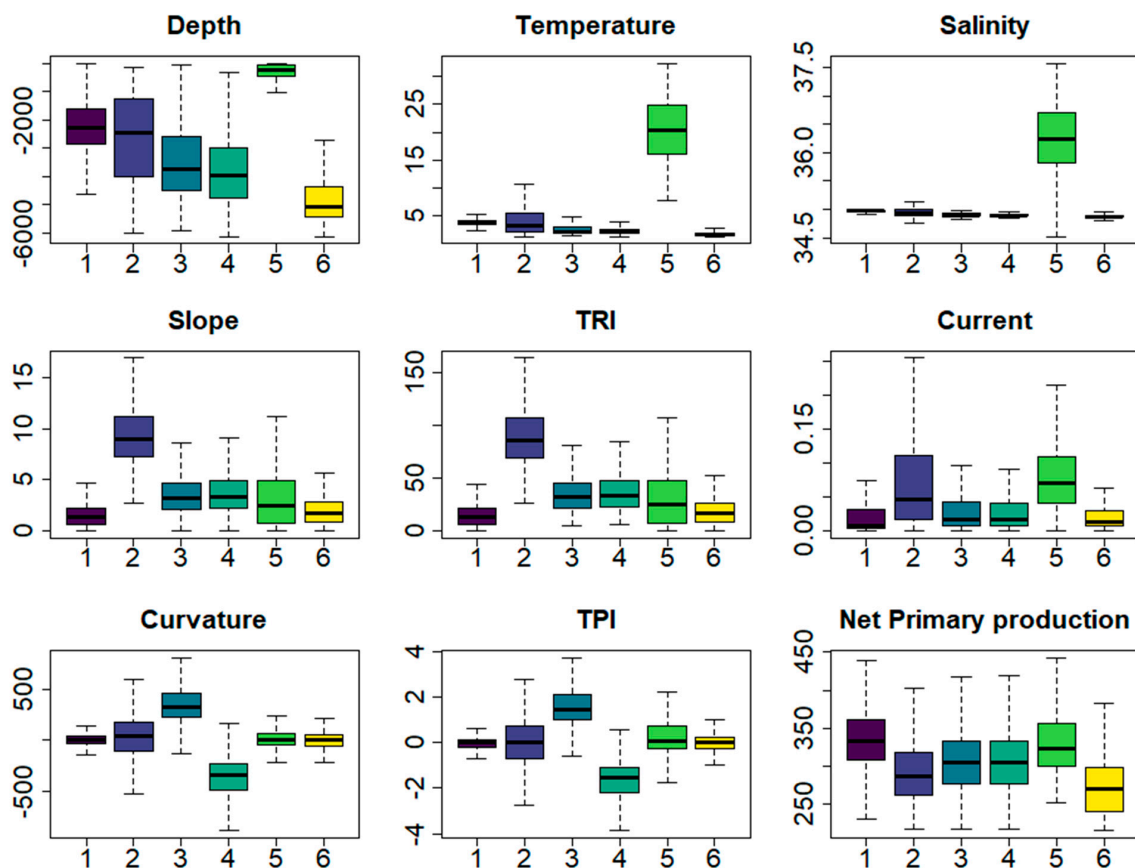 Depth
-2000
-6000
1 2 3 4 5 6
Temperature
25
15
5
1 2 3 4 5 6
Salinity
37.5
36.0
34.5
1 2 3 4 5 6
Slope
15
10
5
0
1 2 3 4 5 6
TRI
150
50
0
1 2 3 4 5 6
Current
0.15
0.00
1 2 3 4 5 6
Curvature
500
-500
1 2 3 4 5 6
TPI
4
2
0
-2
-4
1 2 3 4 5 6
Net Primary production
450
350
250
1 2 3 4 5 6